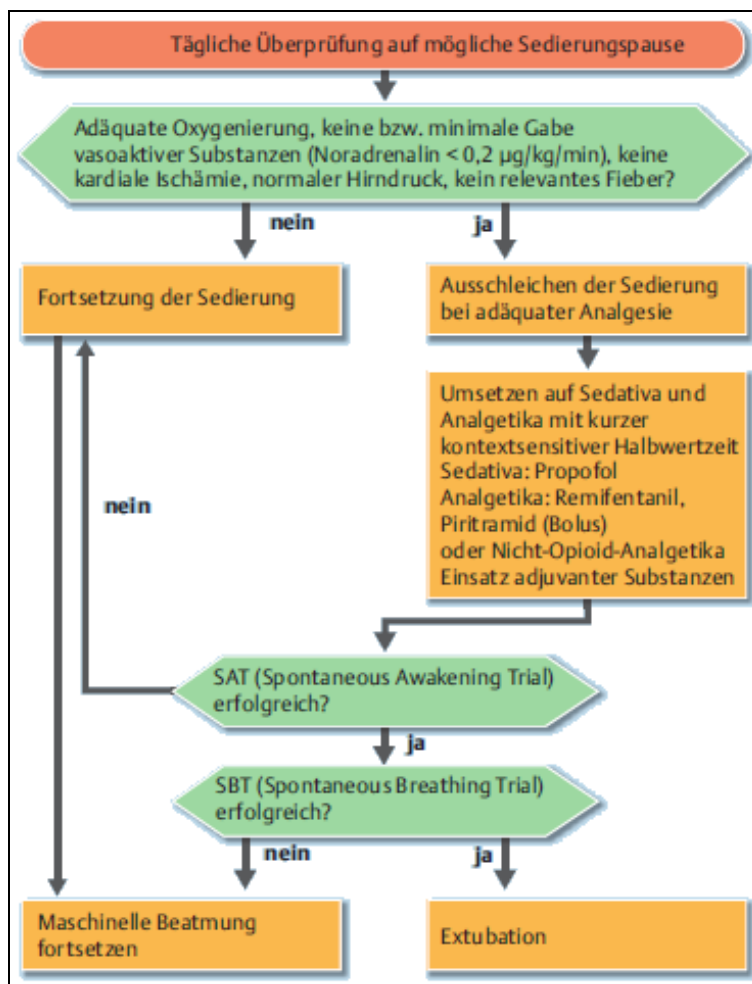 Tägliche Überprüfung auf mögliche Sedierungspause
Adäquate Oxygenierung, keine bzw. minimale Gabe
vasoaktiver Substanzen (Noradrenalin < 0,2 µg/kg/min), keine
kardiale Ischämie, normaler Hirndruck, kein relevantes Fieber?
nein
ja
Fortsetzung der Sedierung
Ausschleichen der Sedierung
bei adäquater Analgesie
Umsetzen auf Sedativa und
Analgetika mit kurzer
kontextsensitiver Halbwertzeit
Sedativa: Propofol
Analgetika: Remifentanil,
Piritramid (Bolus)
oder Nicht-Opioid-Analgetika
Einsatz adjuvanter Substanzen
nein
SAT (Spontaneous Awakening Trial)
erfolgreich?
ja
SBT (Spontaneous Breathing Trial)
erfolgreich?
nein
ja
Maschinelle Beatmung
fortsetzen
Extubation